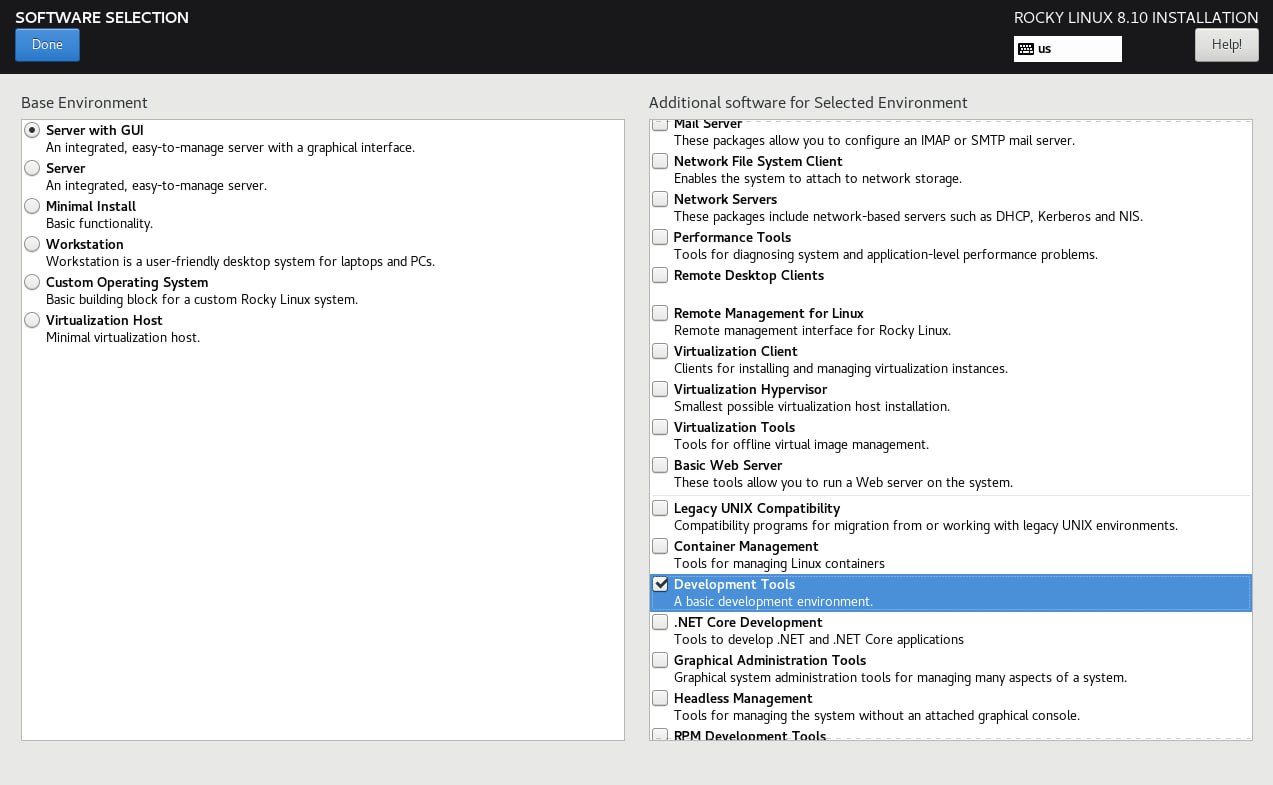 SOFTWARE SELECTION
ROCKY LINUX 8.10 INSTALLATION
Done
us
Help!
Base Environment
Server with GUI
An integrated, easy-to-manage server with a graphical interface.
Server
An integrated, easy-to-manage server.
Minimal Install
Basic functionality.
Workstation
Workstation is a user-friendly desktop system for laptops and PCs.
Custom Operating System
Basic building block for a custom Rocky Linux system.
Virtualization Host
Minimal virtualization host.
Additional software for Selected Environment
Mail Server
These packages allow you to configure an IMAP or SMTP mail server.
Network File System Client
Enables the system to attach to network storage.
Network Servers
These packages include network-based servers such as DHCP, Kerberos and NIS.
Performance Tools
Tools for diagnosing system and application-level performance problems.
Remote Desktop Clients
Remote Management for Linux
Remote management interface for Rocky Linux.
Virtualization Client
Clients for installing and managing virtualization instances.
Virtualization Hypervisor
Smallest possible virtualization host installation.
Virtualization Tools
Tools for offline virtual image management.
Basic Web Server
These tools allow you to run a Web server on the system.
Legacy UNIX Compatibility
Compatibility programs for migration from or working with legacy UNIX environments.
Container Management
Tools for managing Linux containers
Development Tools
A basic development environment.
.NET Core Development
Tools to develop .NET and .NET Core applications
Graphical Administration Tools
Graphical system administration tools for managing many aspects of a system.
Headless Management
Tools for managing the system without an attached graphical console.
RPM Development Tools